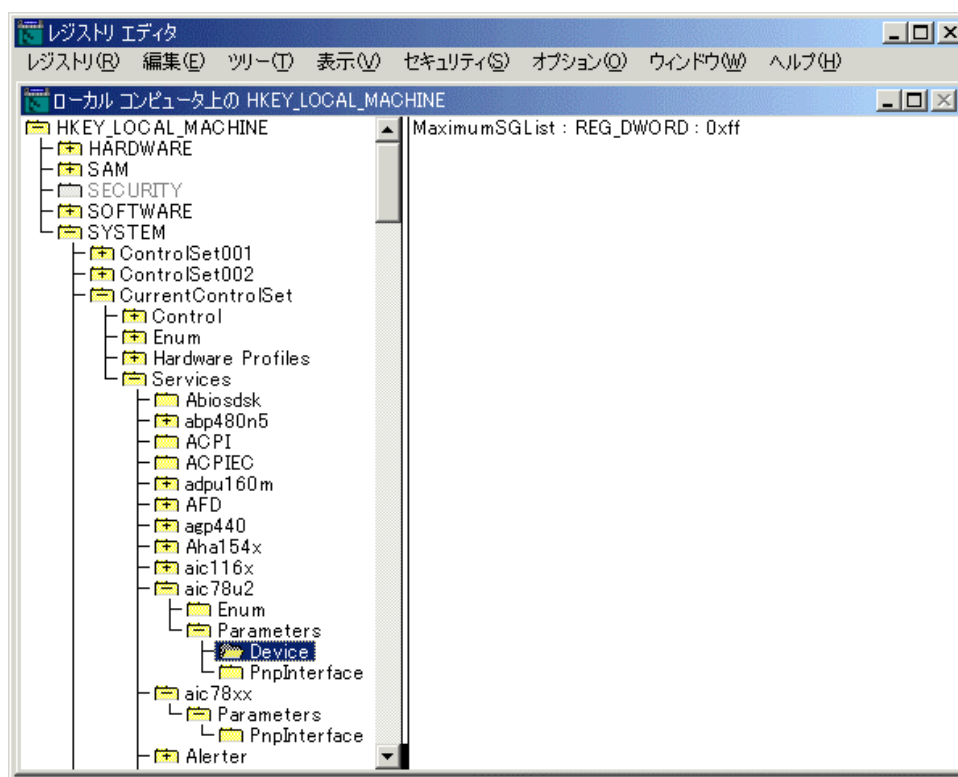 レジストリ エディタ
レジストリ(R) 編集(E) ツリー(T) 表示(V) セキュリティ(S) オプション(O) ウィンドウ(W) ヘルプ(H)
ローカル コンピュータ上の HKEY_LOCAL_MACHINE
HKEY_LOCAL_MACHINE
HARDWARE
SAM
SECURITY
SOFTWARE
SYSTEM
ControlSet001
ControlSet002
CurrentControlSet
Control
Enum
Hardware Profiles
Services
Abiosdsk
abp480n5
ACPI
ACPIEC
adpu160m
AFD
agp440
Aha154x
aic116x
aic78u2
Enum
Parameters
Device
PnpInterface
aic78xx
Parameters
PnpInterface
Alerter
MaximumSGList : REG_DWORD : 0xff